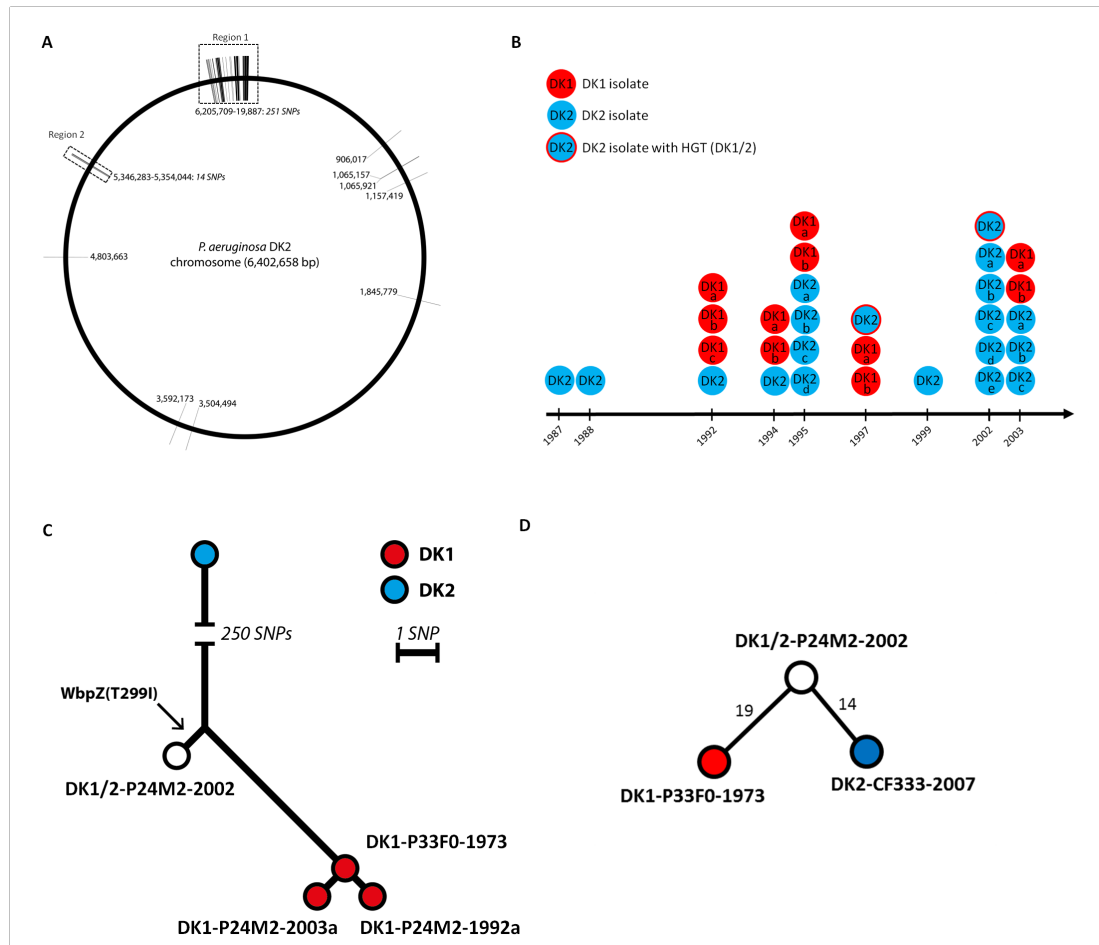 A
Region 1
6,205,709-19,887: 251 SNPs
Region 2
5,346,283-5,354,044: 14 SNPs
906,017
1,065,157
1,065,921
1,157,419
4,803,663
P. aeruginosa DK2
chromosome (6,402,658 bp)
1,845,779
3,592,173
3,504,494
B
DK1 DK1 isolate
DK2 DK2 isolate
DK2 DK2 isolate with HGT (DK1/2)
DK2
DK2
DK1 a
DK1 b
DK1 c
DK2
DK1 a
DK1 b
DK2
DK1 a
DK1 b
DK2 a
DK2 b
DK2 c
DK2 d
DK2
DK1 a
DK1 b
DK2
DK2
DK2 a
DK2 b
DK2 c
DK2 d
DK2 e
DK1 a
DK1 b
DK2 a
DK2 b
DK2 c
1987 1988 1992 1994 1995 1997 1999 2002 2003
C
DK1
DK2
250 SNPs
1 SNP
WbpZ(T299I)
DK1/2-P24M2-2002
DK1-P33F0-1973
DK1-P24M2-2003a DK1-P24M2-1992a
D
DK1/2-P24M2-2002
19 14
DK1-P33F0-1973
DK2-CF333-2007